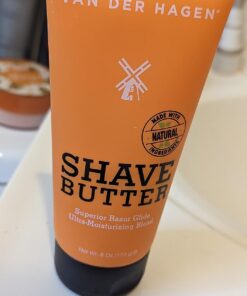 VAN DER HAGEN
MADE WITH
NATURAL
INGREDIENTS
SHAVE
BUTTER
Superior Razor Glide
Ultra-Moisturizing Blend